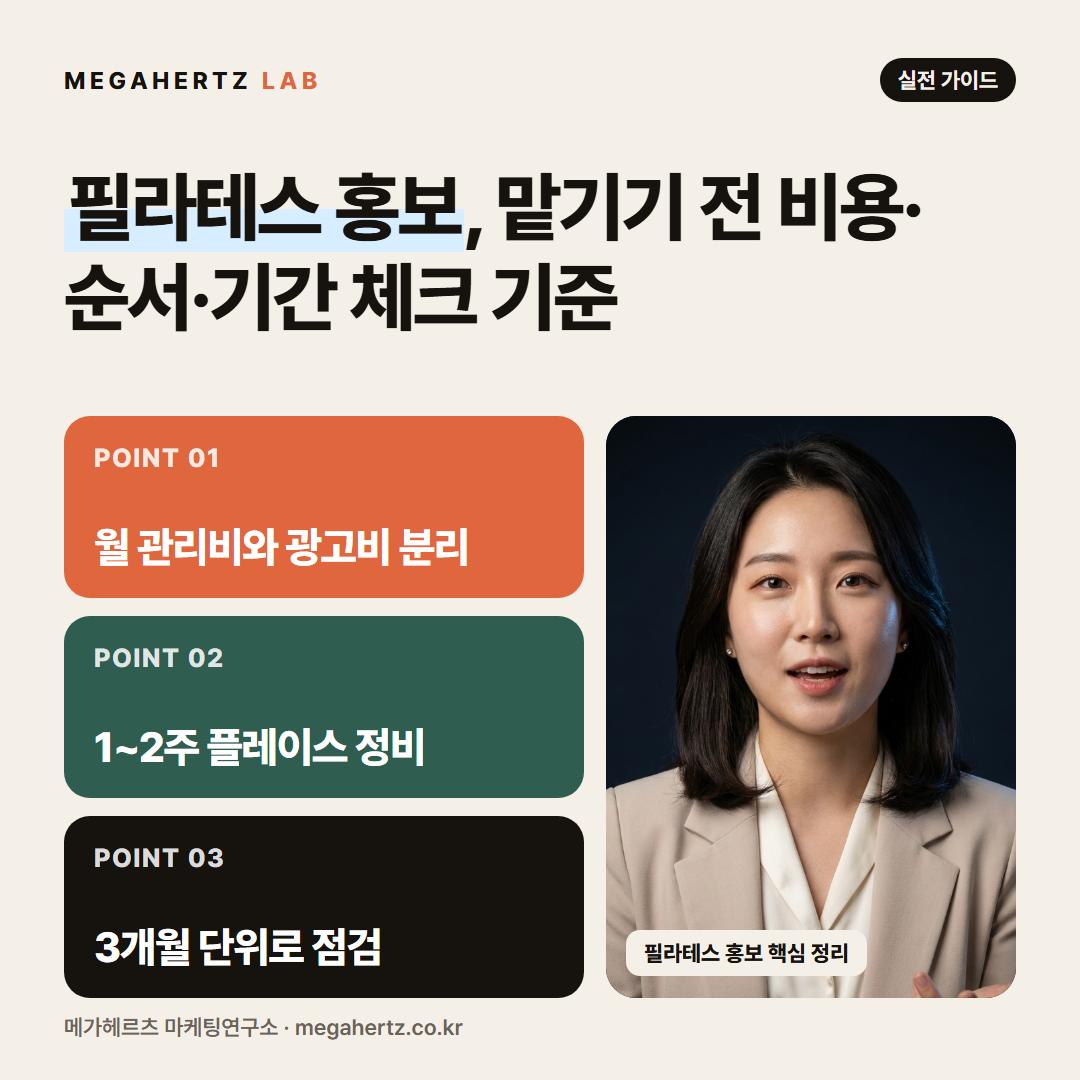 MEGAHERTZ LAB
실전 가이드
필라테스 홍보, 맡기기 전 비용·
순서·기간 체크 기준
POINT 01
월 관리비와 광고비 분리
POINT 02
1~2주 플레이스 정비
POINT 03
3개월 단위로 점검
필라테스 홍보 핵심 정리
메가헤르츠 마케팅연구소 · megahertz.co.kr